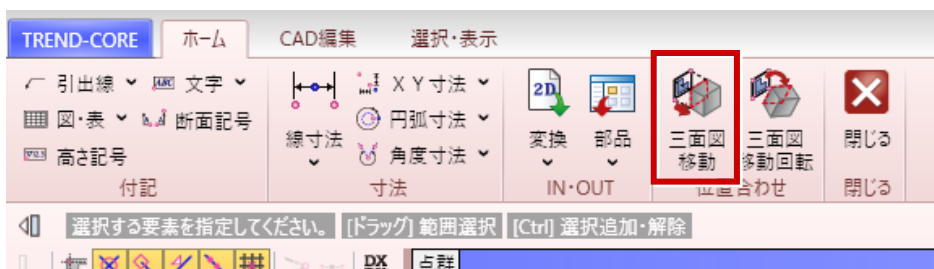 TREND-CORE ホーム CAD編集 選択・表示
引出線 ABC 文字 XY寸法 2D
図・表 断面記号 線寸法 円弧寸法 変換 部品 三面図移動 三面図移動回転 閉じる
高さ記号 角度寸法
付記 寸法 IN・OUT 位置合わせ 閉じる
選択する要素を指定してください。 [ドラッグ] 範囲選択 [Ctrl] 選択追加・解除
DX 点群